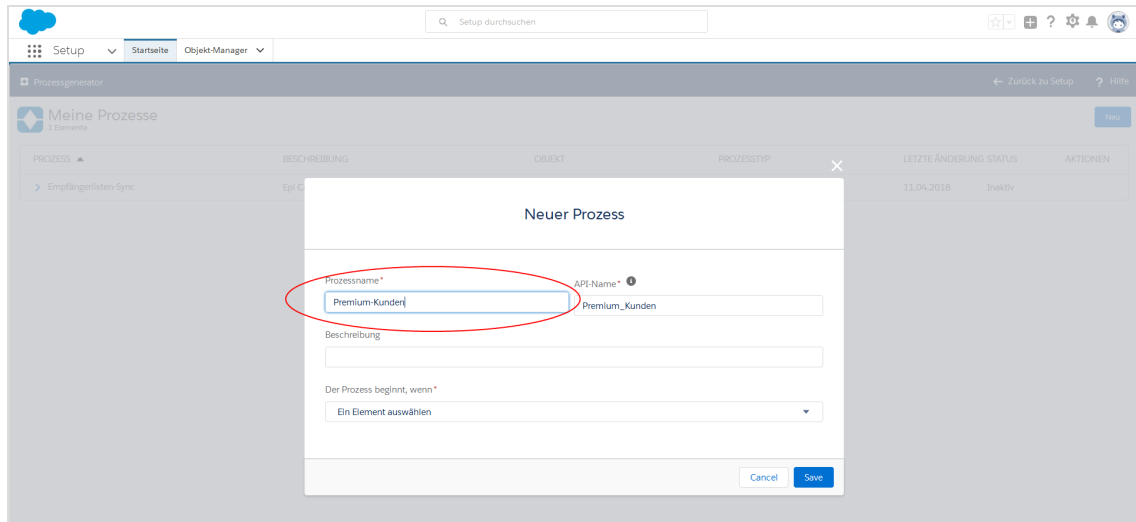 Setup durchsuchen
Setup Startseite Objekt-Manager
Prozessgenerator Zurück zu Setup ? Hilfe
Meine Prozesse
1 Elemente
Neu
PROZESS BESCHREIBUNG OBJEKT PROZESSTYP LETZTE ÄNDERUNG STATUS AKTIONEN
Empfängerlisten-Sync Epi C 11.04.2018 Inaktiv
Neuer Prozess
Prozessname* API-Name*
Premium-Kunden Premium_Kunden
Beschreibung
Der Prozess beginnt, wenn*
Ein Element auswählen
Cancel Save